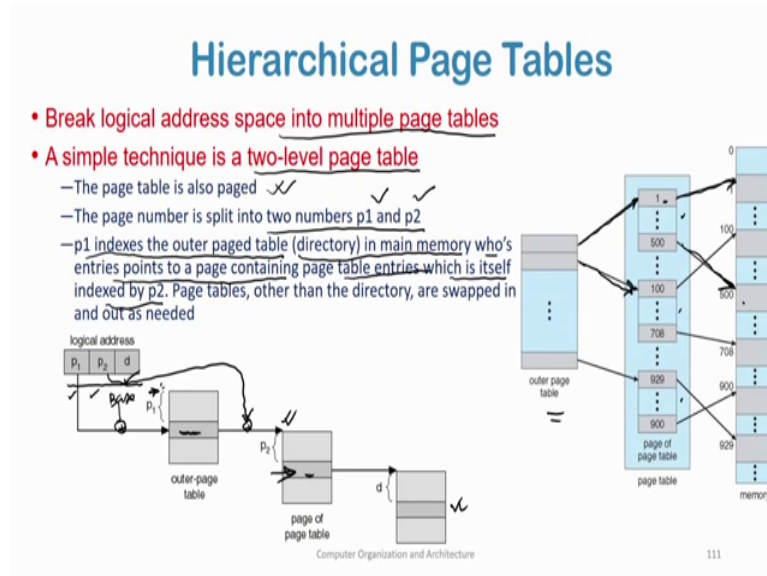 Hierarchical Page Tables
• Break logical address space into multiple page tables
• A simple technique is a two-level page table
–The page table is also paged
–The page number is split into two numbers p1 and p2
–p1 indexes the outer paged table (directory) in main memory who's
entries points to a page containing page table entries which is itself
indexed by p2. Page tables, other than the directory, are swapped in
and out as needed
logical address
p1 p2 d
Base
p1
outer-page
table
p2
page of
page table
d
outer page
table
1
500
100
708
929
900
page of
page table
page table
0
1
100
500
708
900
929
memory
Computer Organization and Architecture
111